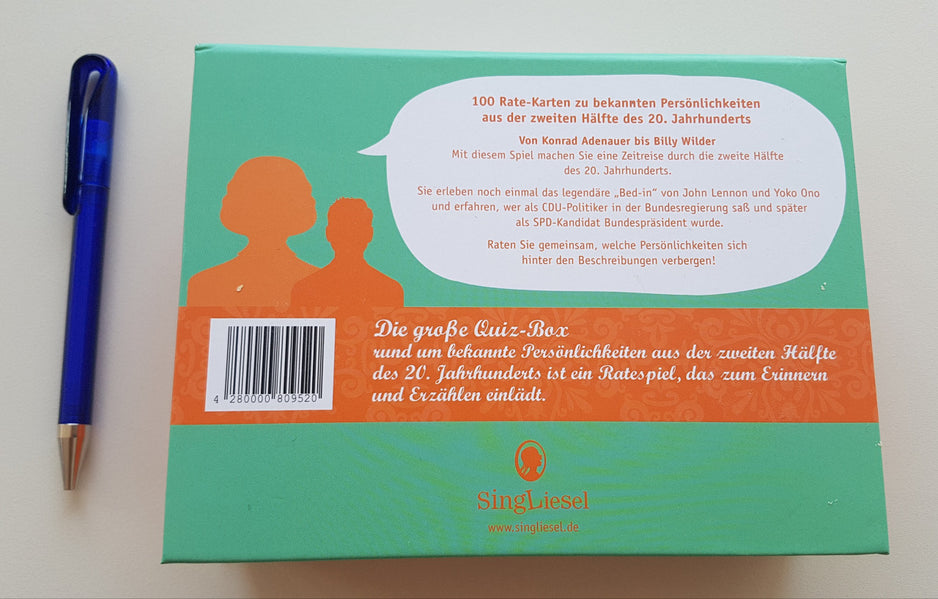 100 Rate-Karten zu bekannten Persönlichkeiten
aus der zweiten Hälfte des 20. Jahrhunderts
Von Konrad Adenauer bis Billy Wilder
Mit diesem Spiel machen Sie eine Zeitreise durch die zweite Hälfte
des 20. Jahrhunderts.
Sie erleben noch einmal das legendäre „Bed-in“ von John Lennon und Yoko Ono
und erfahren, wer als CDU-Politiker in der Bundesregierung saß und später
als SPD-Kandidat Bundespräsident wurde.
Raten Sie gemeinsam, welche Persönlichkeiten sich
hinter den Beschreibungen verbergen!
Die große Quiz-Box
rund um bekannte Persönlichkeiten aus der zweiten Hälfte
des 20. Jahrhunderts ist ein Ratespiel, das zum Erinnern
und Erzählen einlädt.
4 280000 809520
SingLiesel
www.singliesel.de